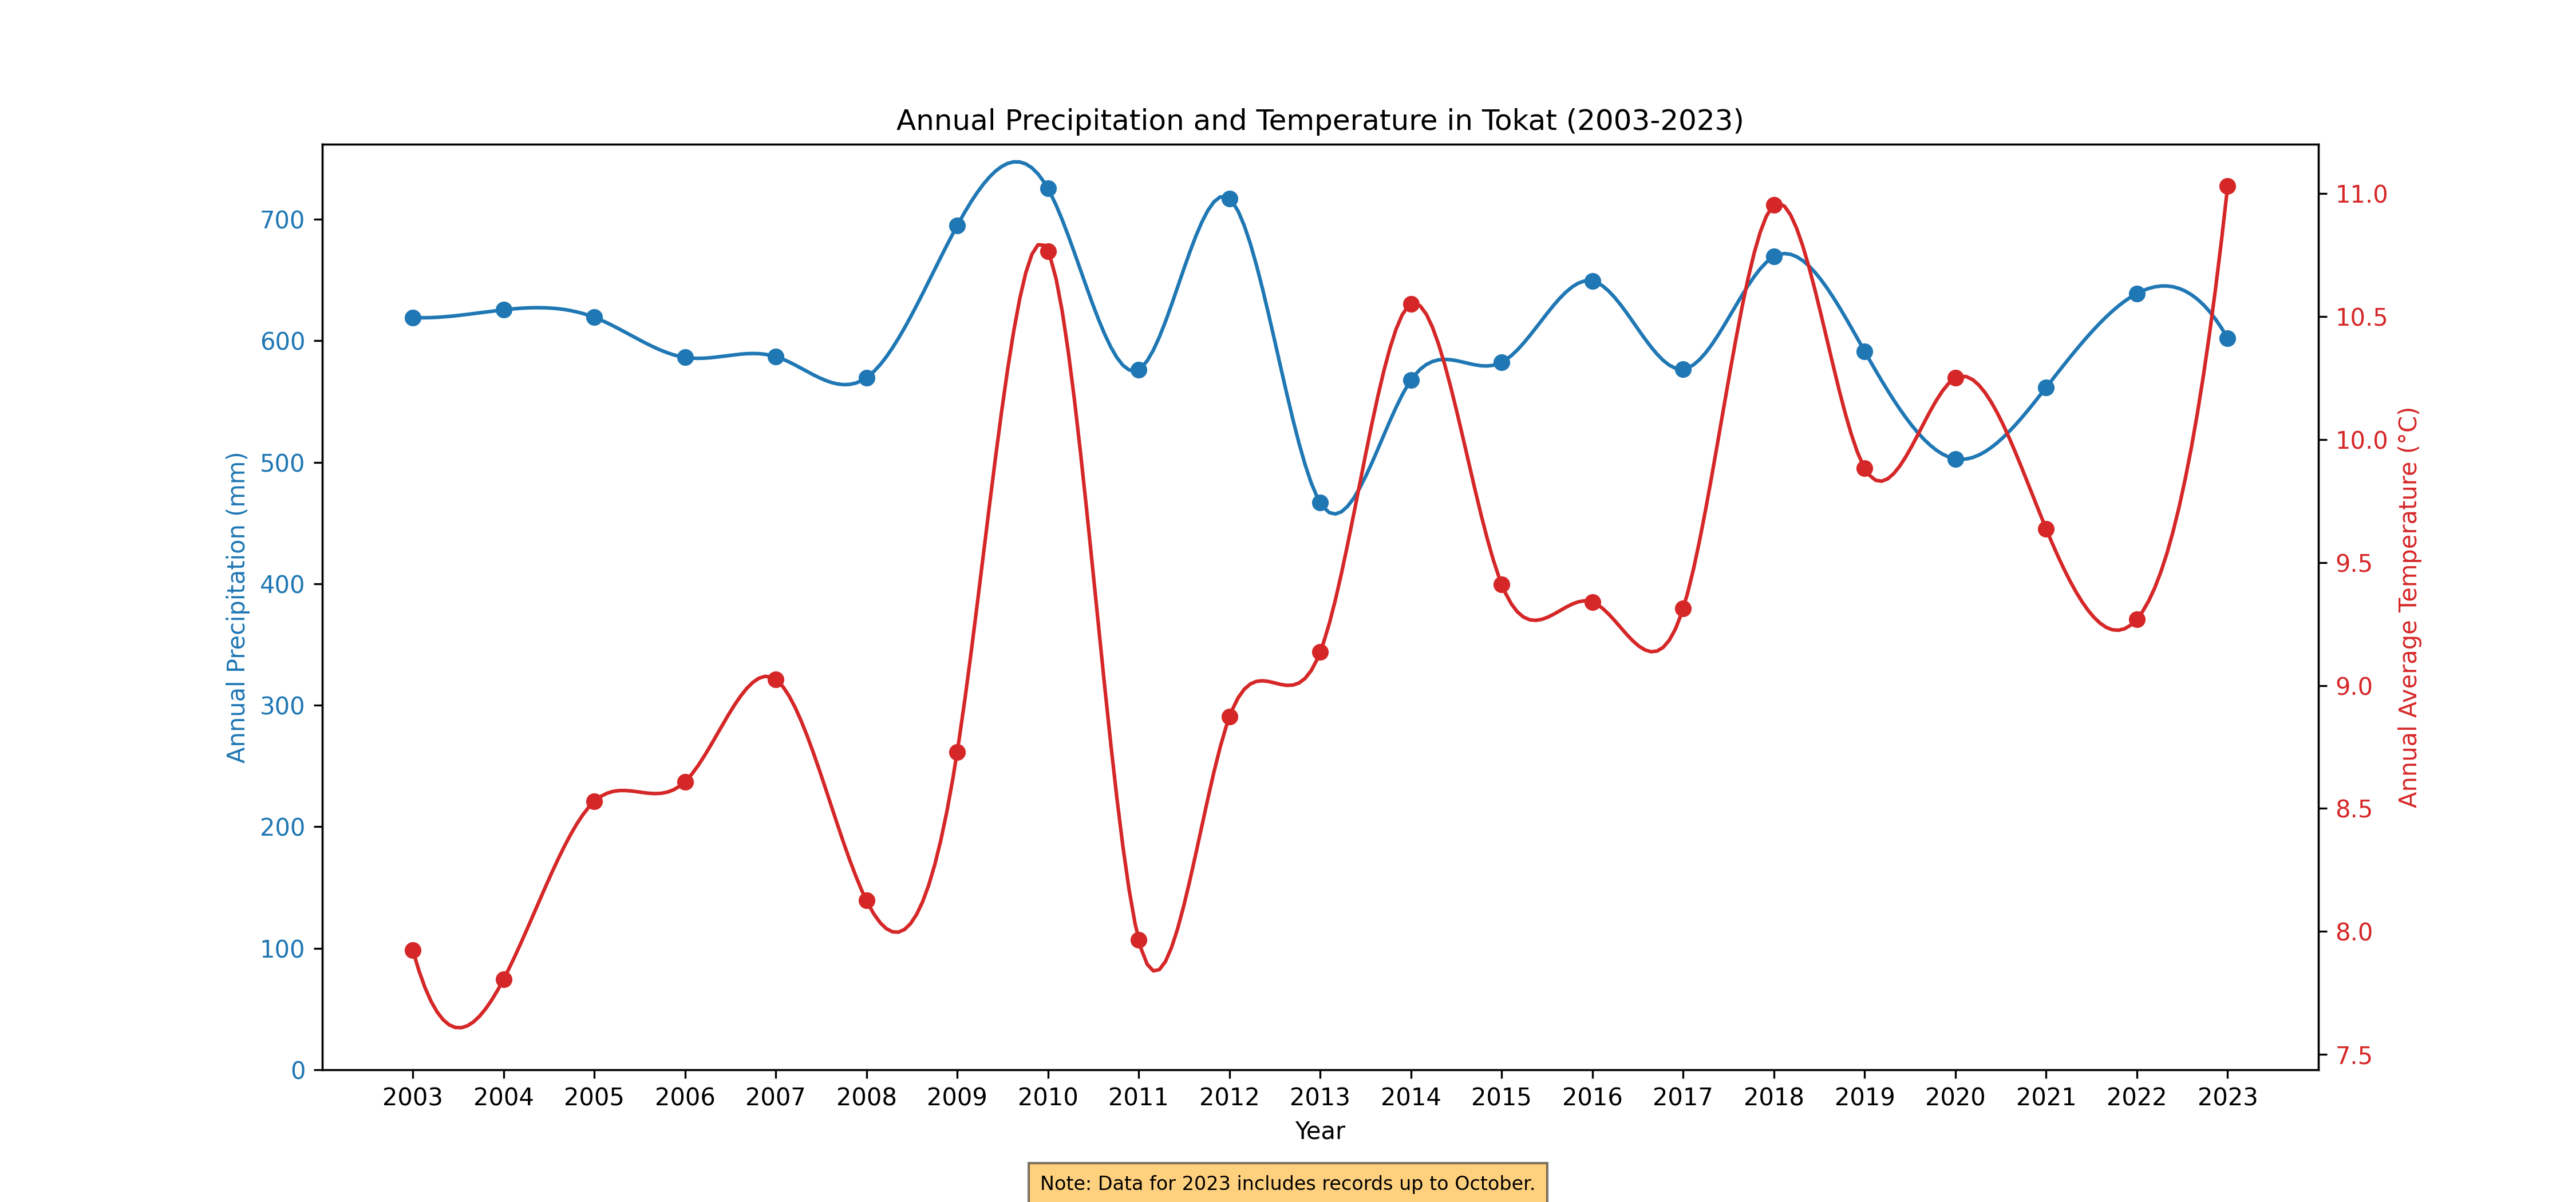 Annual Precipitation and Temperature in Tokat (2003-2023)
Annual Precipitation (mm)
700
600
500
400
300
200
100
0
11.0
10.5
10.0
9.5
9.0
8.5
8.0
7.5
Annual Average Temperature (°C)
2003 2004 2005 2006 2007 2008 2009 2010 2011 2012 2013 2014 2015 2016 2017 2018 2019 2020 2021 2022 2023
Year
Note: Data for 2023 includes records up to October.